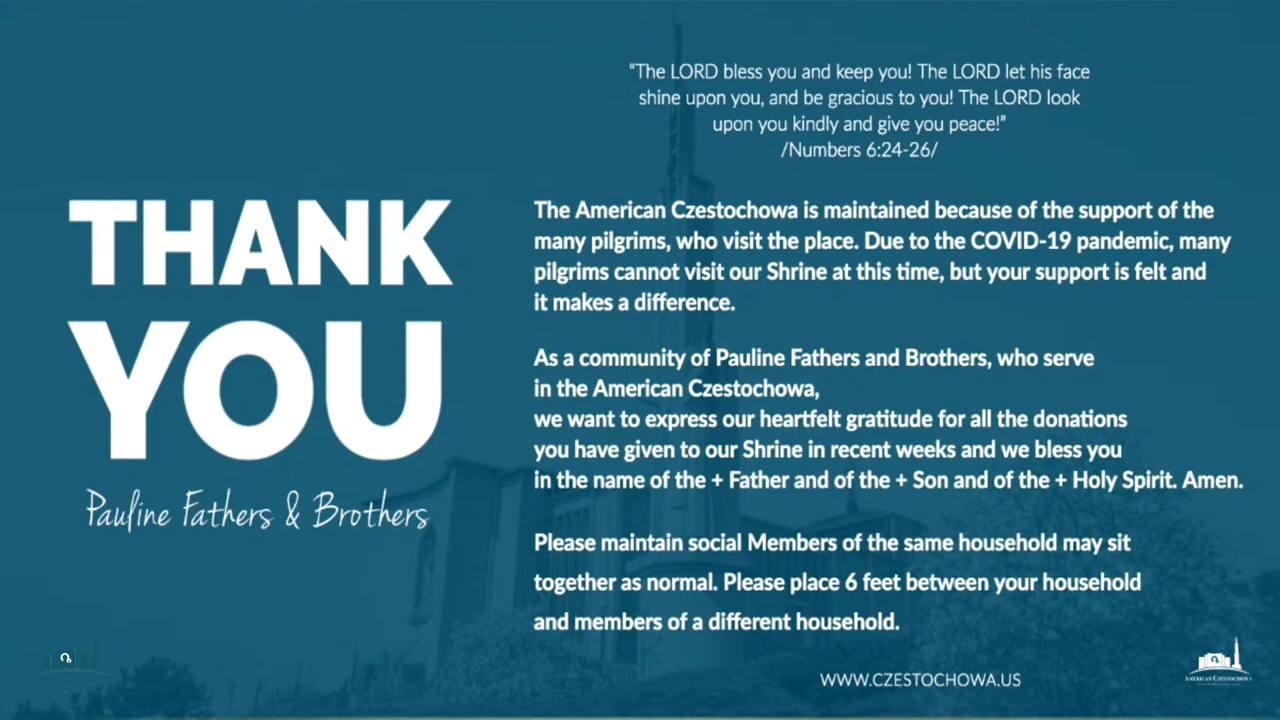 “The LORD bless you and keep you! The LORD let his face
shine upon you, and be gracious to you! The LORD look
upon you kindly and give you peace!”
/Numbers 6:24-26/
THANK
YOU
Pauline Fathers & Brothers
The American Czestochowa is maintained because of the support of the
many pilgrims, who visit the place. Due to the COVID-19 pandemic, many
pilgrims cannot visit our Shrine at this time, but your support is felt and
it makes a difference.
As a community of Pauline Fathers and Brothers, who serve
in the American Czestochowa,
we want to express our heartfelt gratitude for all the donations
you have given to our Shrine in recent weeks and we bless you
in the name of the + Father and of the + Son and of the + Holy Spirit. Amen.
Please maintain social Members of the same household may sit
together as normal. Please place 6 feet between your household
and members of a different household.
WWW.CZESTOCHOWA.US
AMERICAN CZESTOCHOWA